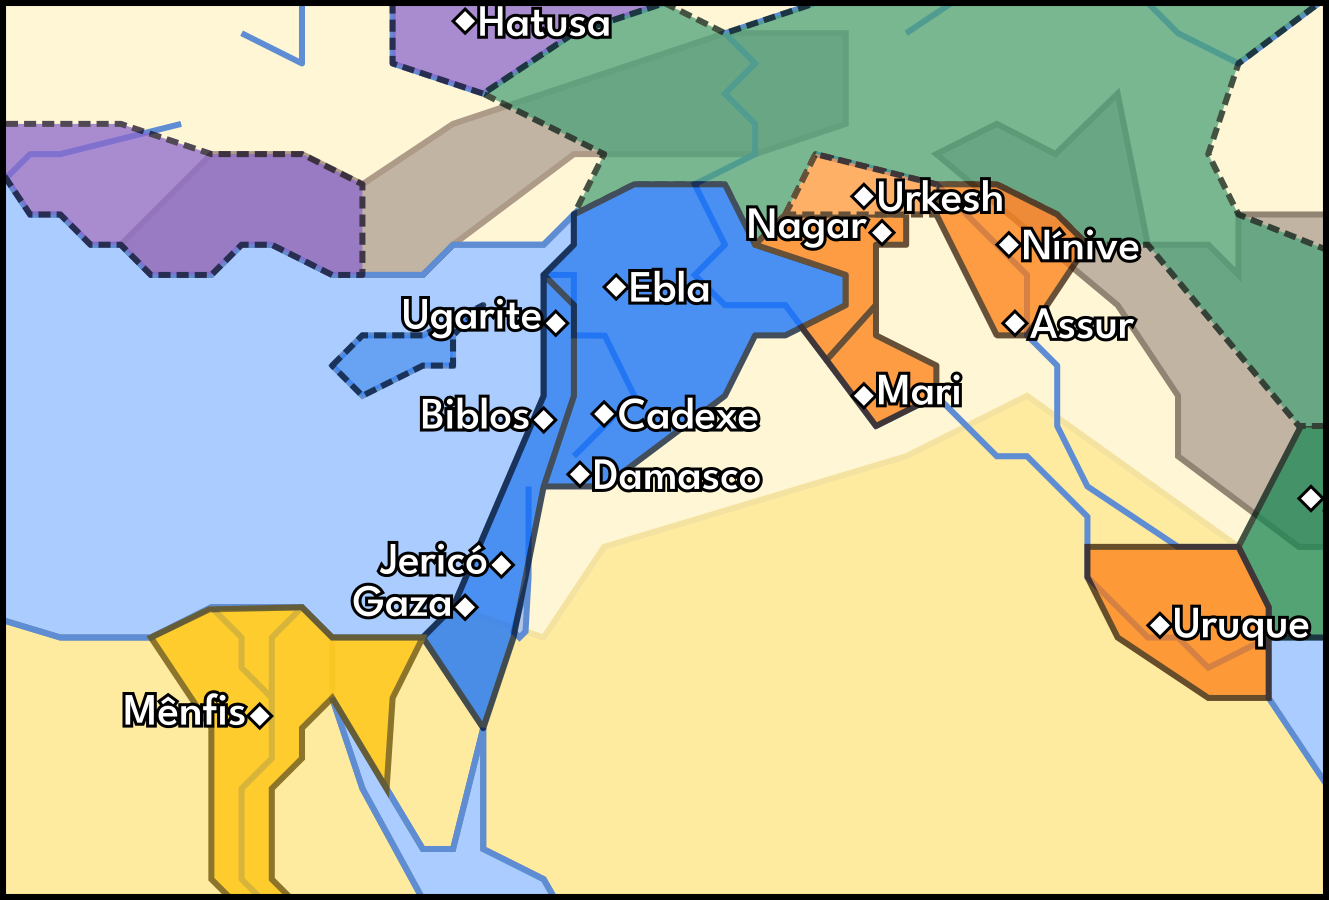 Hatusa
Urkesh
Nagar
Nínive
Ebla
Ugarite
Assur
Mari
Biblos
Cadexe
Damasco
Jericó
Gaza
Uruque
Mênfis